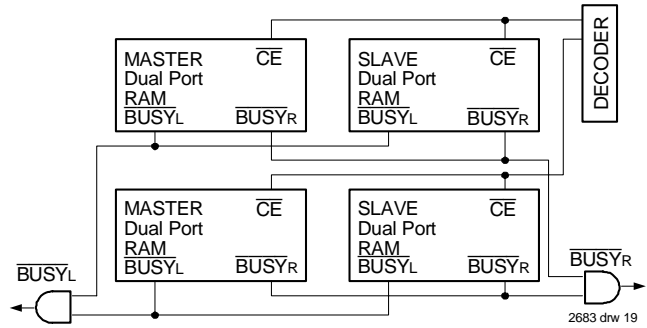 MASTER
Dual Port
RAM
BUSYL
CE
BUSYR
SLAVE
Dual Port
RAM
BUSYL
CE
BUSYR
DECODER
MASTER
Dual Port
RAM
BUSYL
CE
BUSYR
SLAVE
Dual Port
RAM
BUSYL
CE
BUSYR
BUSYL
BUSYR
2683 drw 19